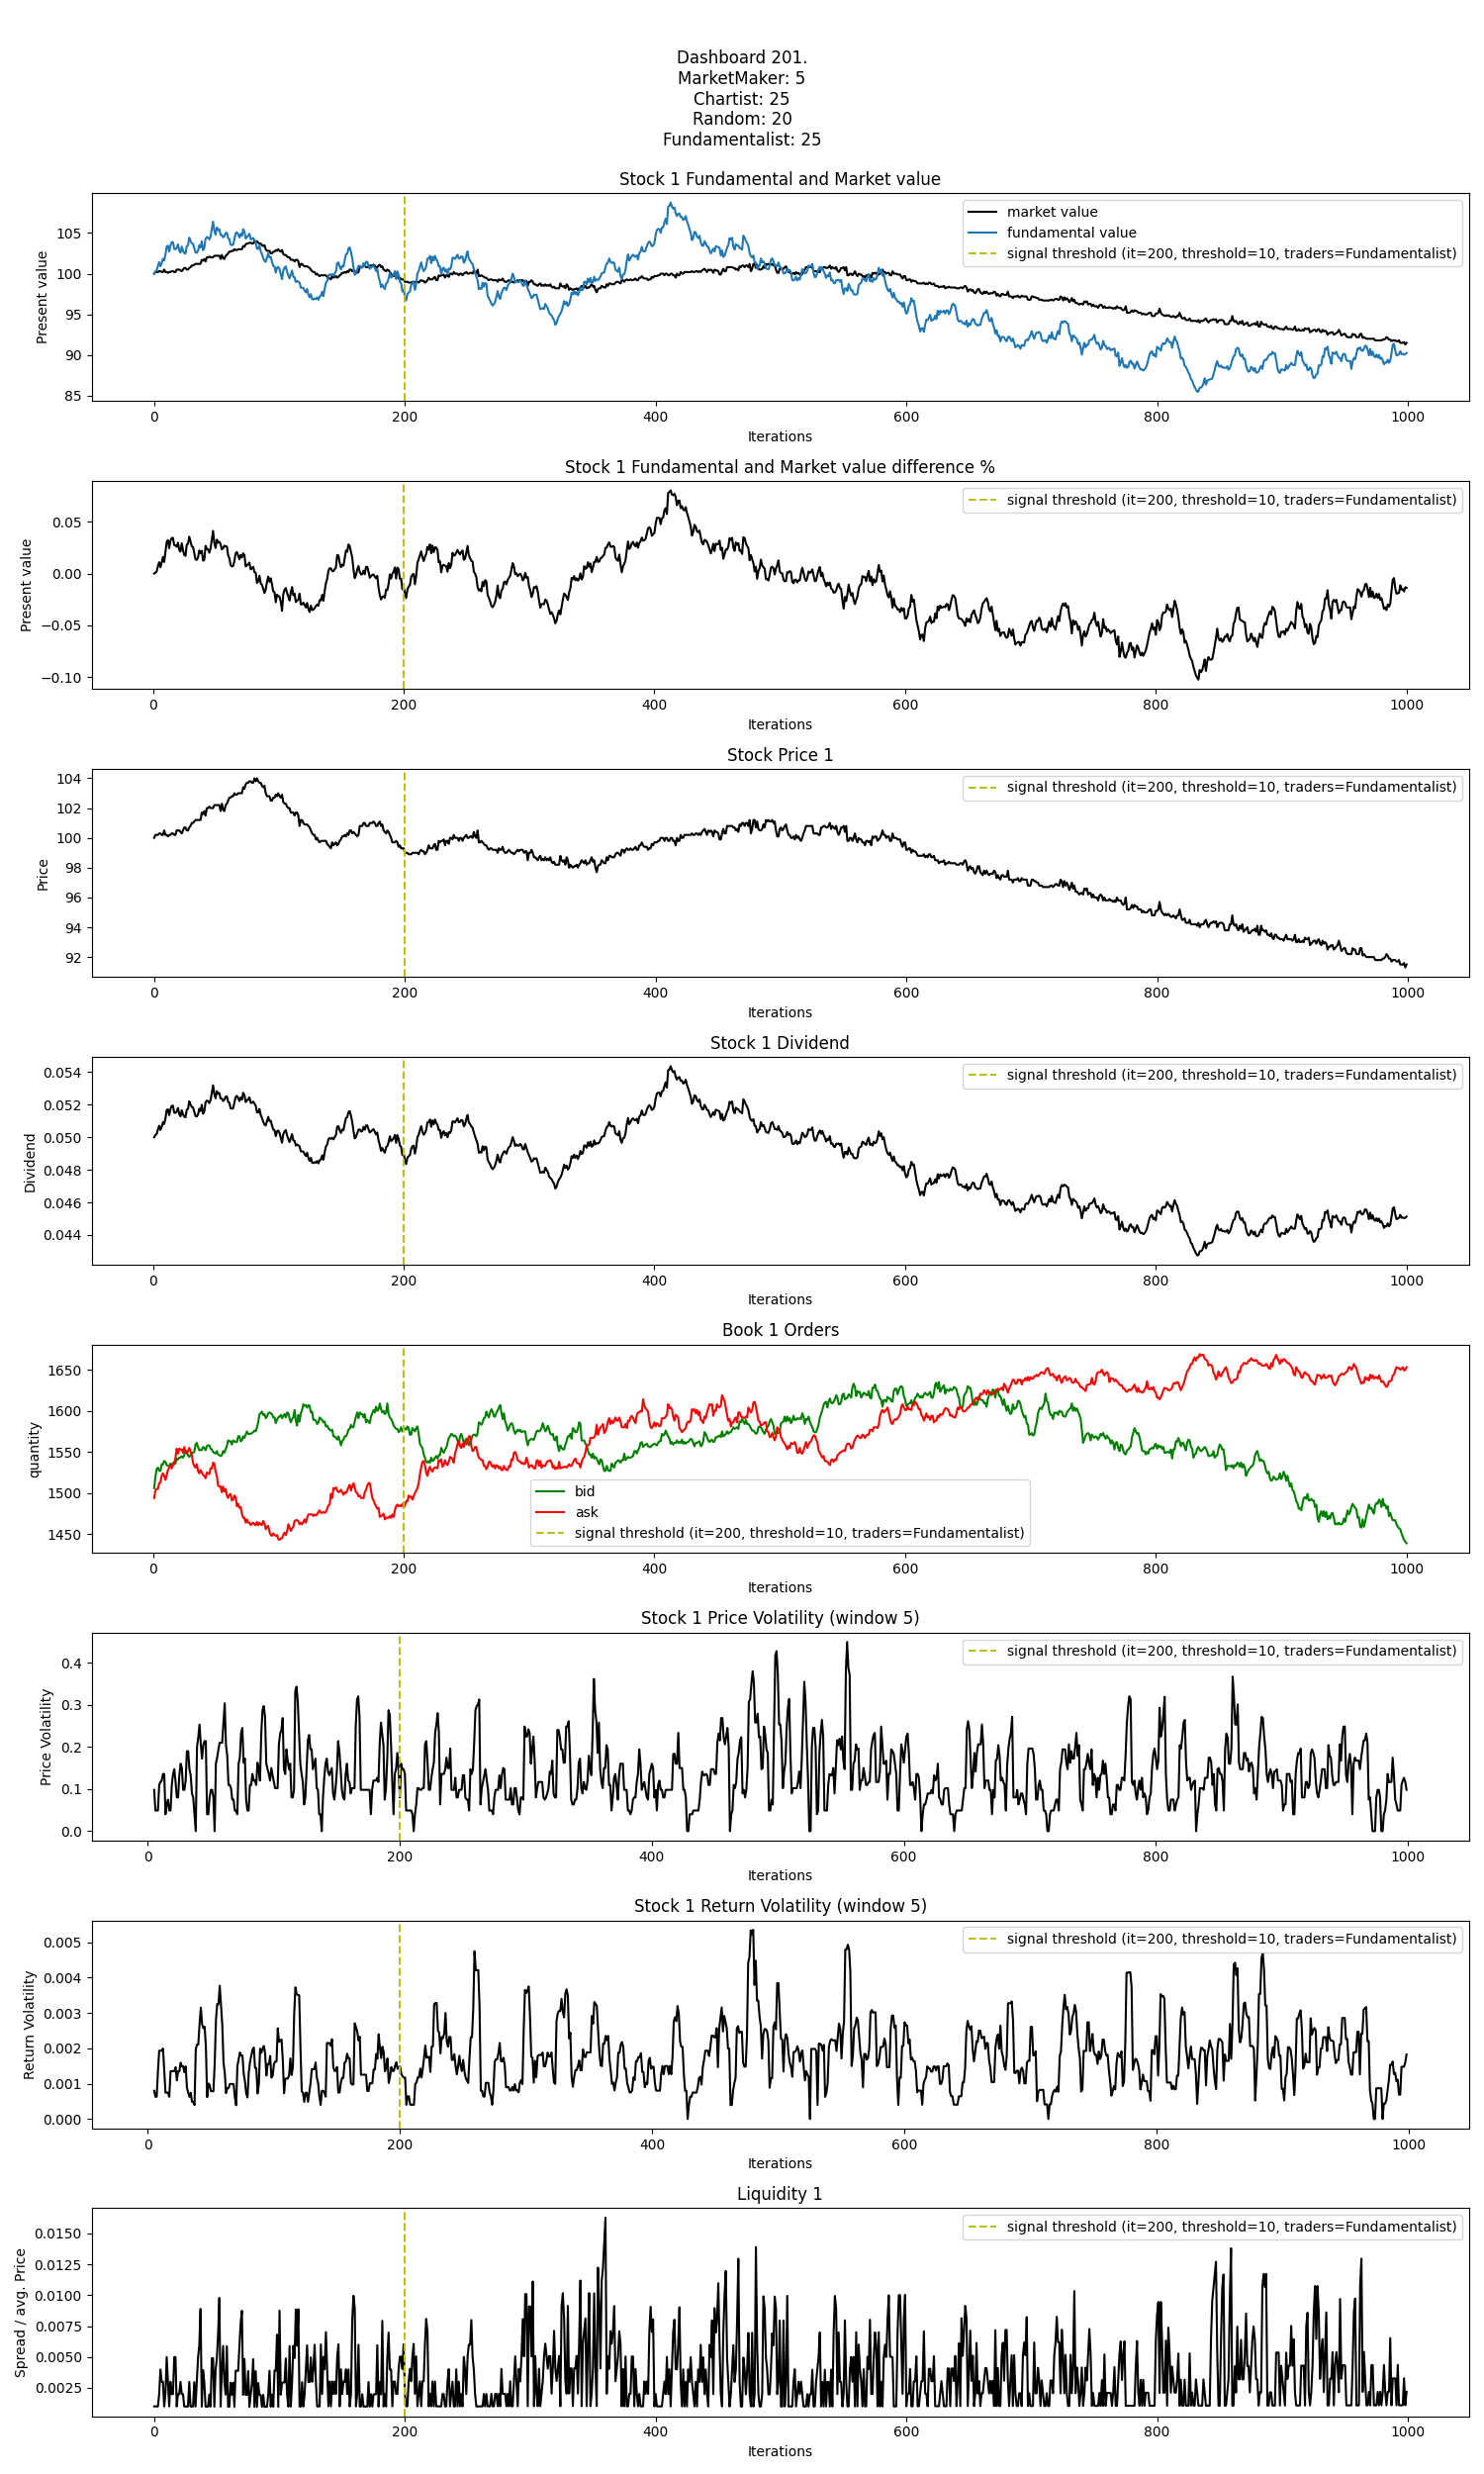 Dashboard 201.
MarketMaker: 5
Chartist: 25
Random: 20
Fundamentalist: 25
Stock 1 Fundamental and Market value
market value
fundamental value
signal threshold (it=200, threshold=10, traders=Fundamentalist)
Present value
105
100
95
90
85
0 200 400 600 800 1000
Iterations
Stock 1 Fundamental and Market value difference %
signal threshold (it=200, threshold=10, traders=Fundamentalist)
Present value
0.05
0.00
−0.05
−0.10
0 200 400 600 800 1000
Iterations
Stock Price 1
signal threshold (it=200, threshold=10, traders=Fundamentalist)
Price
104
102
100
98
96
94
92
0 200 400 600 800 1000
Iterations
Stock 1 Dividend
signal threshold (it=200, threshold=10, traders=Fundamentalist)
Dividend
0.054
0.052
0.050
0.048
0.046
0.044
0 200 400 600 800 1000
Iterations
Book 1 Orders
quantity
1650
1600
1550
1500
1450
bid
ask
signal threshold (it=200, threshold=10, traders=Fundamentalist)
0 200 400 600 800 1000
Iterations
Stock 1 Price Volatility (window 5)
signal threshold (it=200, threshold=10, traders=Fundamentalist)
Price Volatility
0.4
0.3
0.2
0.1
0.0
0 200 400 600 800 1000
Iterations
Stock 1 Return Volatility (window 5)
signal threshold (it=200, threshold=10, traders=Fundamentalist)
Return Volatility
0.005
0.004
0.003
0.002
0.001
0.000
0 200 400 600 800 1000
Iterations
Liquidity 1
signal threshold (it=200, threshold=10, traders=Fundamentalist)
Spread / avg. Price
0.0150
0.0125
0.0100
0.0075
0.0050
0.0025
0 200 400 600 800 1000
Iterations